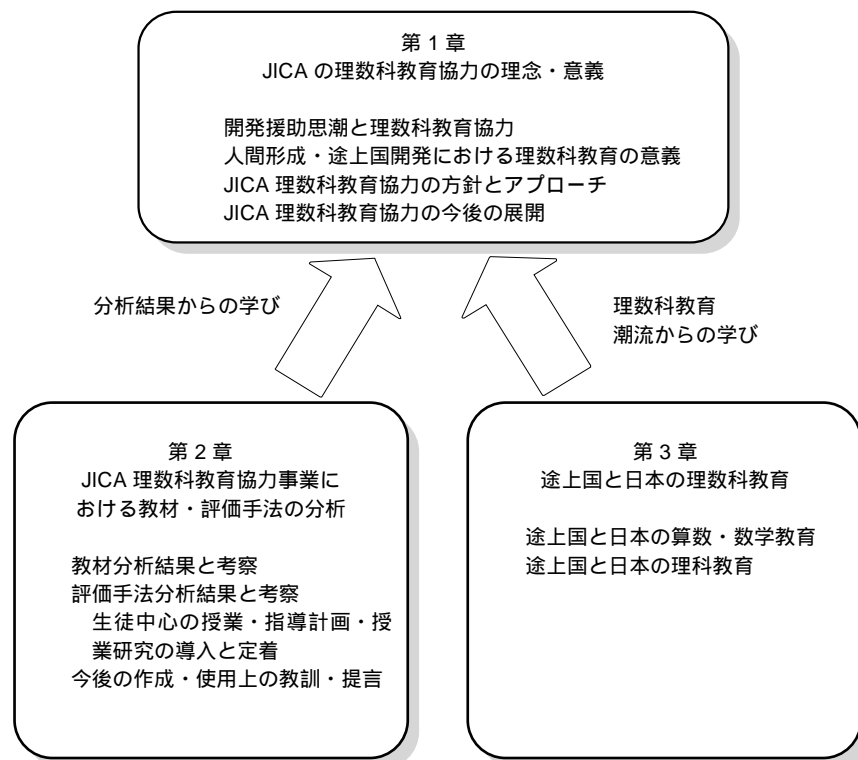 第1章
JICA の理数科教育協力の理念・意義
開発援助思潮と理数科教育協力
人間形成・途上国開発における理数科教育の意義
JICA 理数科教育協力の方針とアプローチ
JICA 理数科教育協力の今後の展開
分析結果からの学び
理数科教育
潮流からの学び
第2章
JICA 理数科教育協力事業に
おける教材・評価手法の分析
教材分析結果と考察
評価手法分析結果と考察
生徒中心の授業・指導計画・授
業研究の導入と定着
今後の作成・使用上の教訓・提言
第3章
途上国と日本の理数科教育
途上国と日本の算数・数学教育
途上国と日本の理科教育